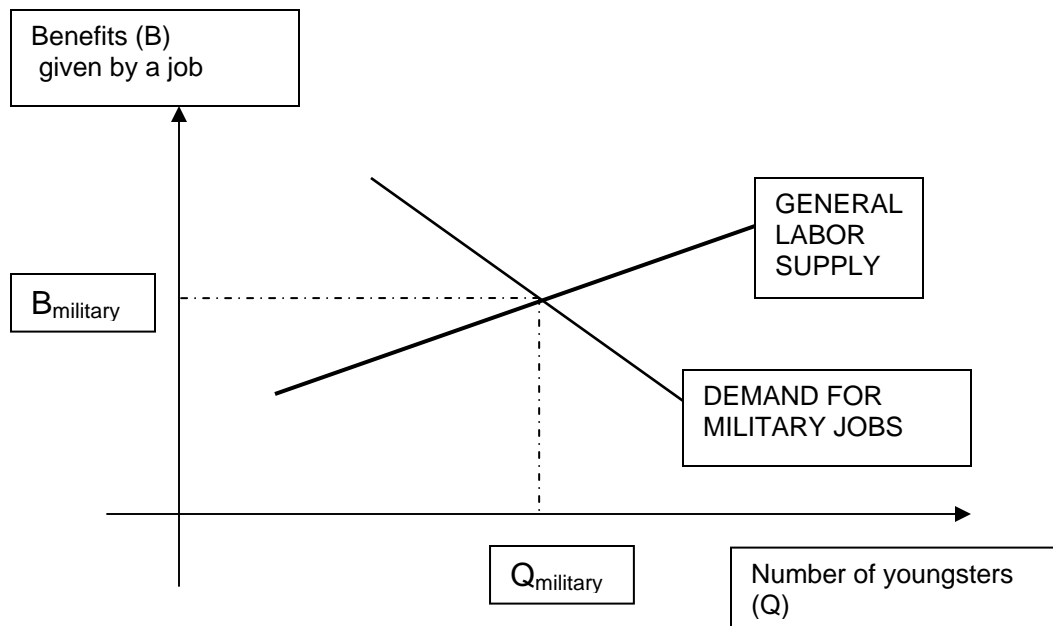 Benefits (B)
given by a job
GENERAL
LABOR
SUPPLY
Bmilitary
DEMAND FOR
MILITARY JOBS
Qmilitary
Number of youngsters
(Q)